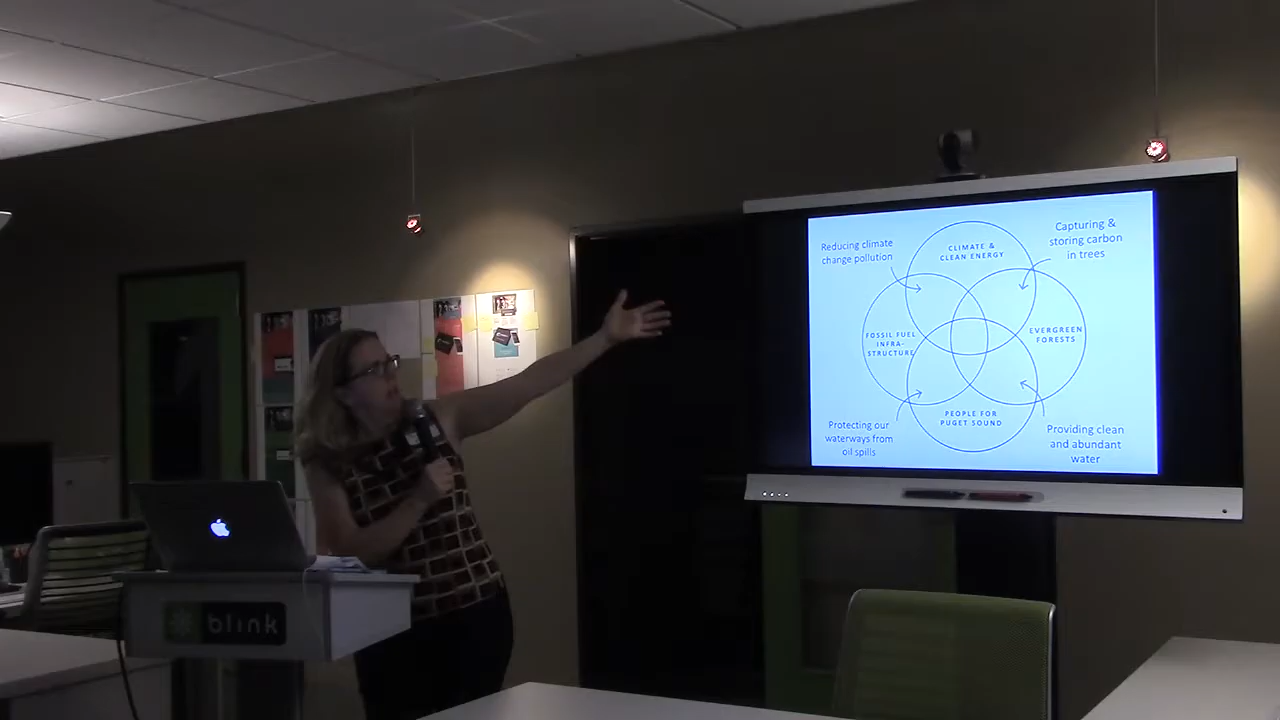 Reducing climate
change pollution
CLIMATE &
CLEAN ENERGY
Capturing &
storing carbon
in trees
FOSSIL FUEL
INFRA-
STRUCTURE
EVERGREEN
FORESTS
PEOPLE FOR
PUGET SOUND
Protecting our
waterways from
oil spills
Providing clean
and abundant
water
blink